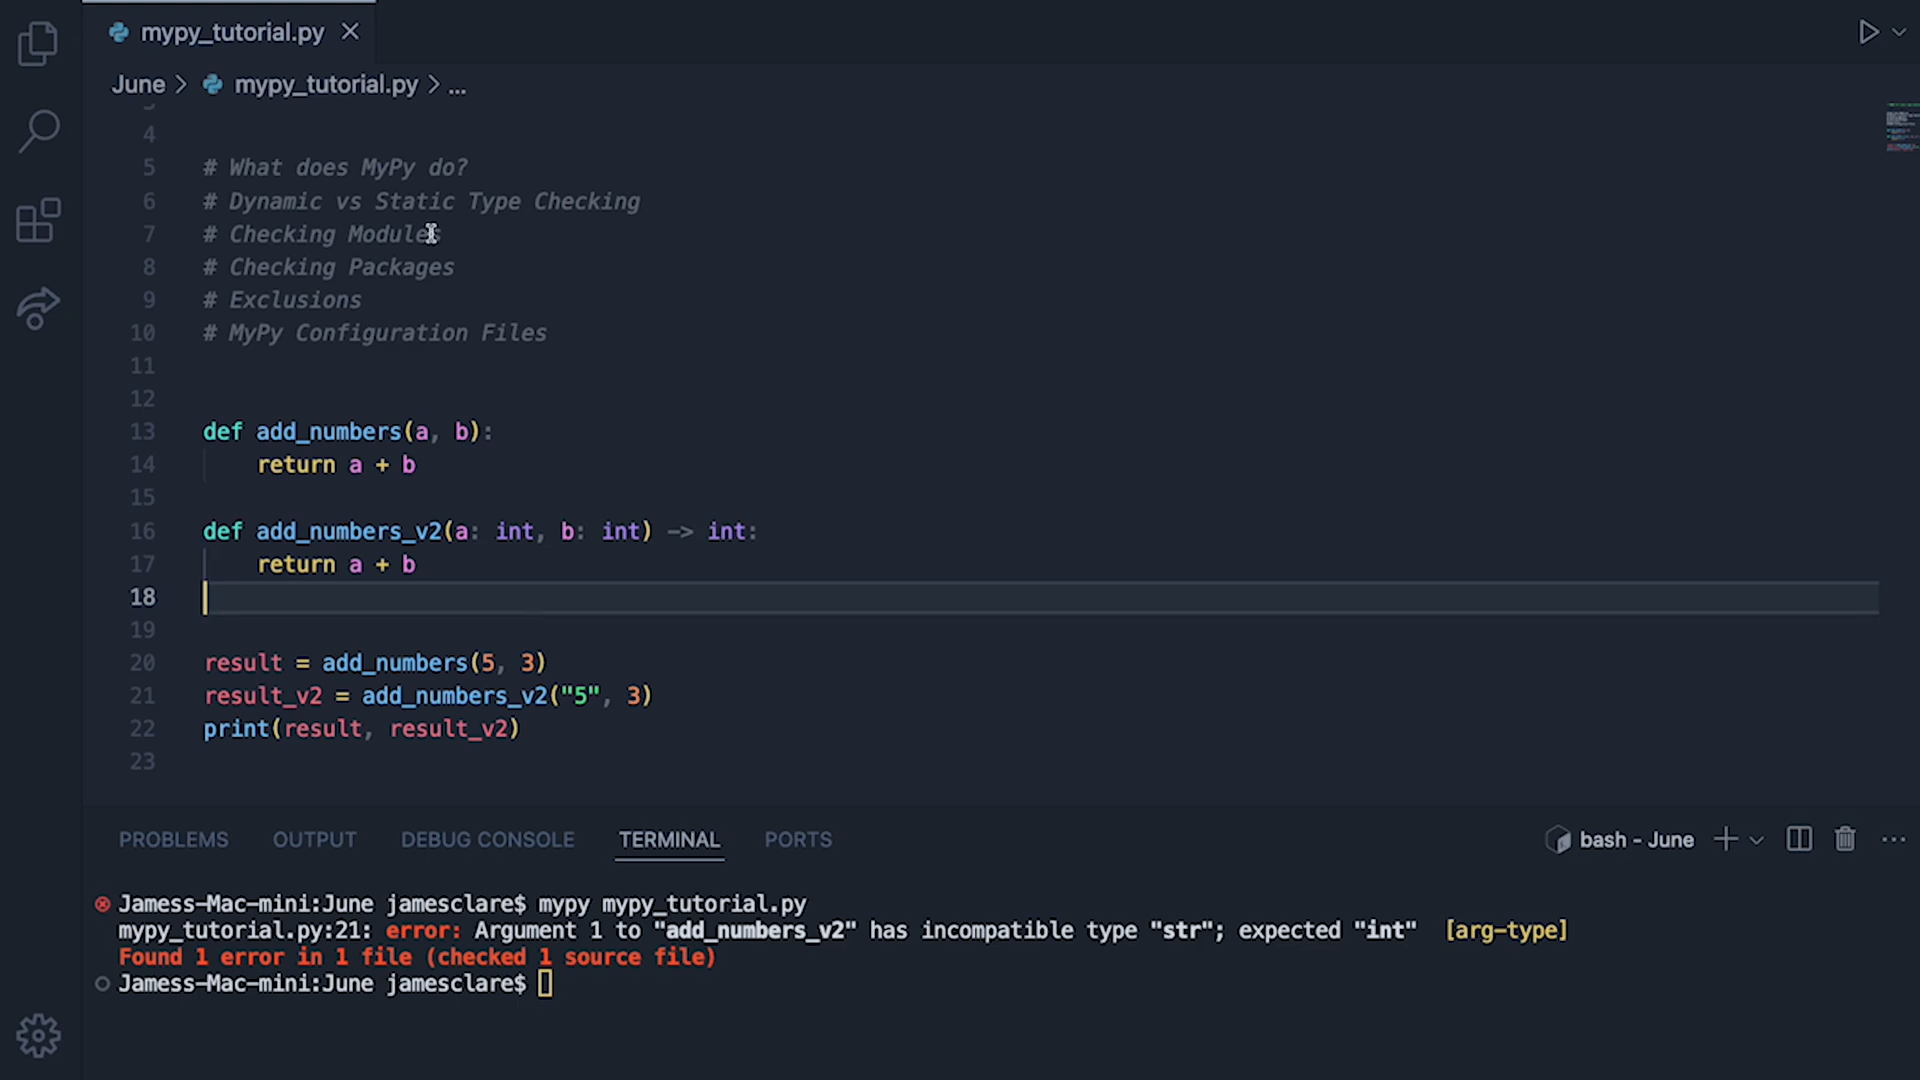 mypy_tutorial.py
June > mypy_tutorial.py > ...
4
5 # What does MyPy do?
6 # Dynamic vs Static Type Checking
7 # Checking Modules
8 # Checking Packages
9 # Exclusions
10 # MyPy Configuration Files
11
12
13 def add_numbers(a, b):
14 return a + b
15
16 def add_numbers_v2(a: int, b: int) -> int:
17 return a + b
18
19
20 result = add_numbers(5, 3)
21 result_v2 = add_numbers_v2("5", 3)
22 print(result, result_v2)
23
PROBLEMS OUTPUT DEBUG CONSOLE TERMINAL PORTS bash - June
Jamess-Mac-mini:June jamesclare$ mypy mypy_tutorial.py
mypy_tutorial.py:21: error: Argument 1 to "add_numbers_v2" has incompatible type "str"; expected "int" [arg-type]
Found 1 error in 1 file (checked 1 source file)
Jamess-Mac-mini:June jamesclare$